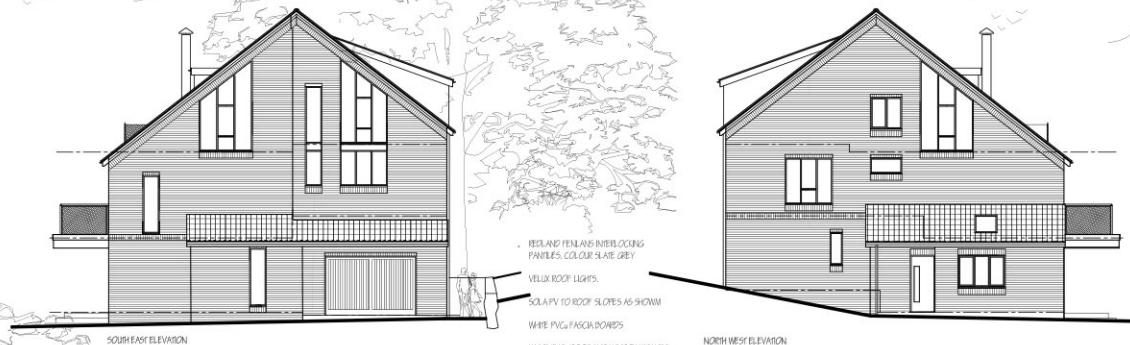 REDLAND FENLAND INTERLOCKING
PANTILES, COLOUR SLATE GREY
VELUX ROOF LIGHTS.
SOLA PV TO ROOF SLOPES AS SHOWN
WHITE PVCu FASCIA BOARDS
SOUTH EAST ELEVATION
NORTH WEST ELEVATION